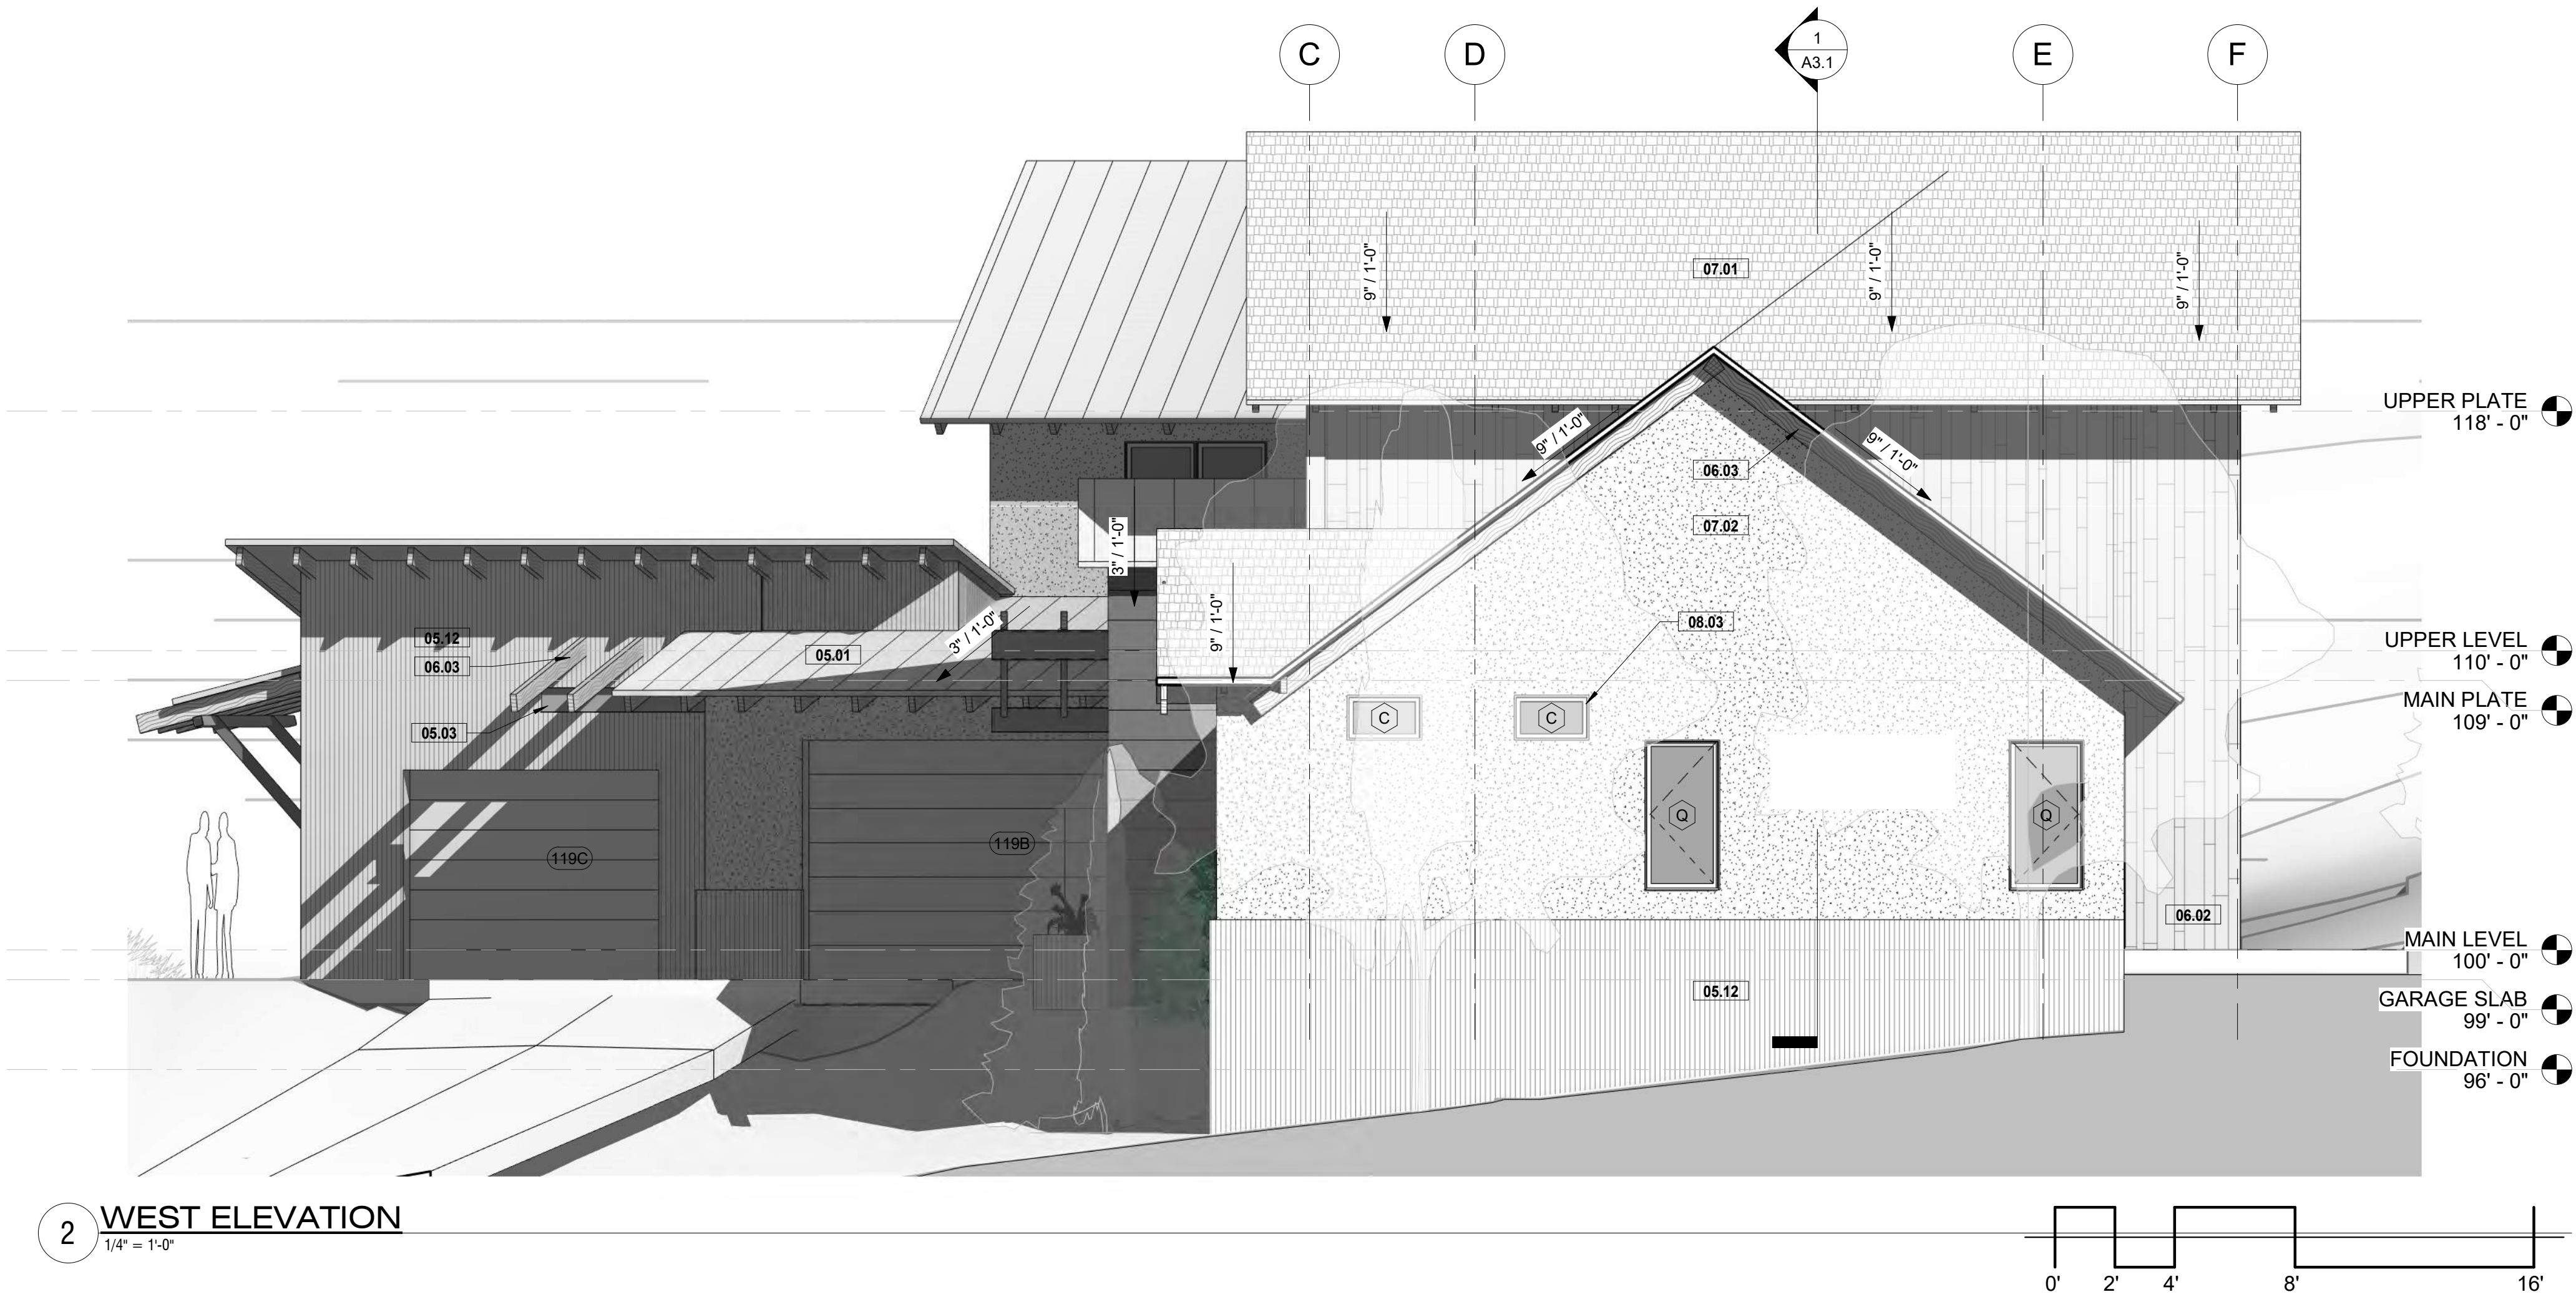 C
D
1
A3.1
E
F
9" / 1'-0"
07.01
9" / 1'-0"
9" / 1'-0"
UPPER PLATE
118' - 0"
9" / 1'-0"
9" / 1'-0"
06.03
07.02
3" / 1'-0"
9" / 1'-0"
08.03
3" / 1'-0"
05.12
06.03
05.01
UPPER LEVEL
110' - 0"
MAIN PLATE
109' - 0"
05.03
C
C
Q
Q
119C
119B
06.02
MAIN LEVEL
100' - 0"
05.12
GARAGE SLAB
99' - 0"
FOUNDATION
96' - 0"
2
WEST ELEVATION
1/4" = 1'-0"
0'
2'
4'
8'
16'